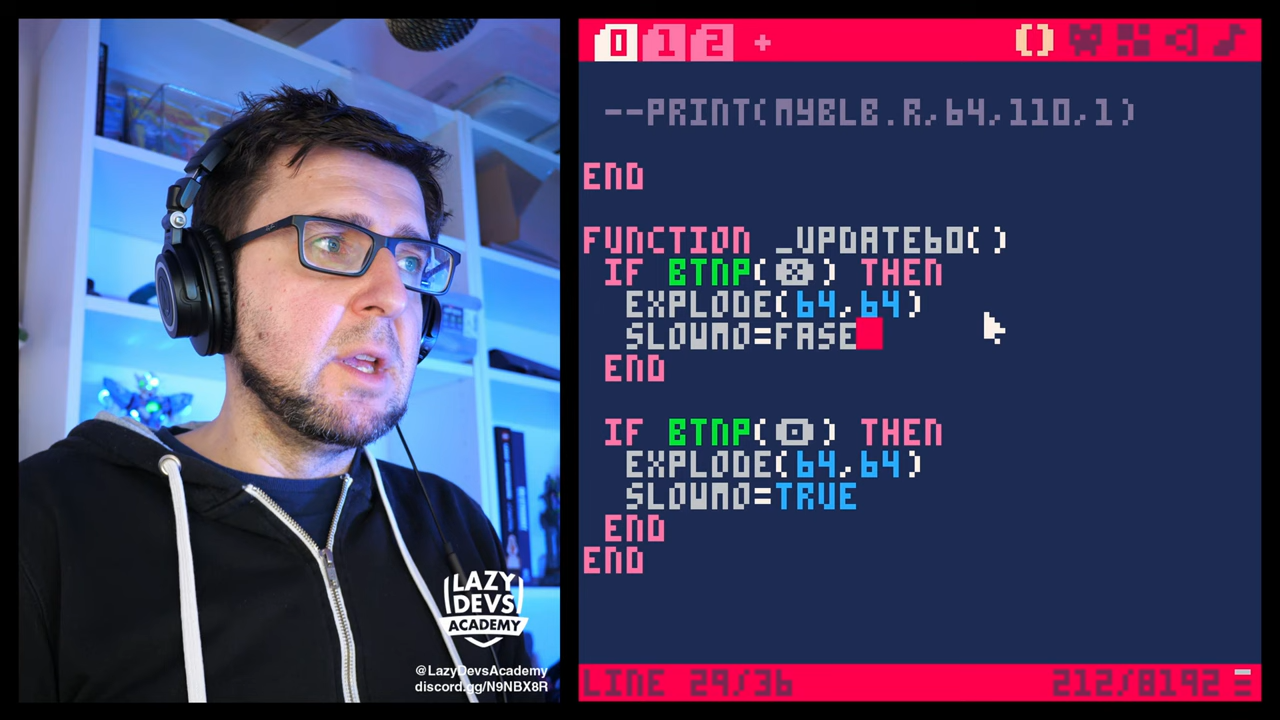 0 1 2 +
--PRINT(MYBLB.R,64,110,1)
END
FUNCTION _UPDATE60()
IF BTNP(❎) THEN
EXPLODE(64,64)
SLOWMO=FASE
END
IF BTNP(🅾️) THEN
EXPLODE(64,64)
SLOWMO=TRUE
END
END
LINE 29/36 212/8192
LAZY
DEVS
ACADEMY
@LazyDevsAcademy
discord.gg/N9NBX8R